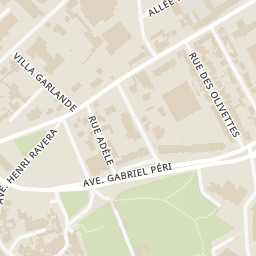 ALLÉE
VILLA GARLANDE
RUE DES OLIVETTES
RUE ADÈLE
AVE. HENRI RAVERA
AVE. GABRIEL PÉRI